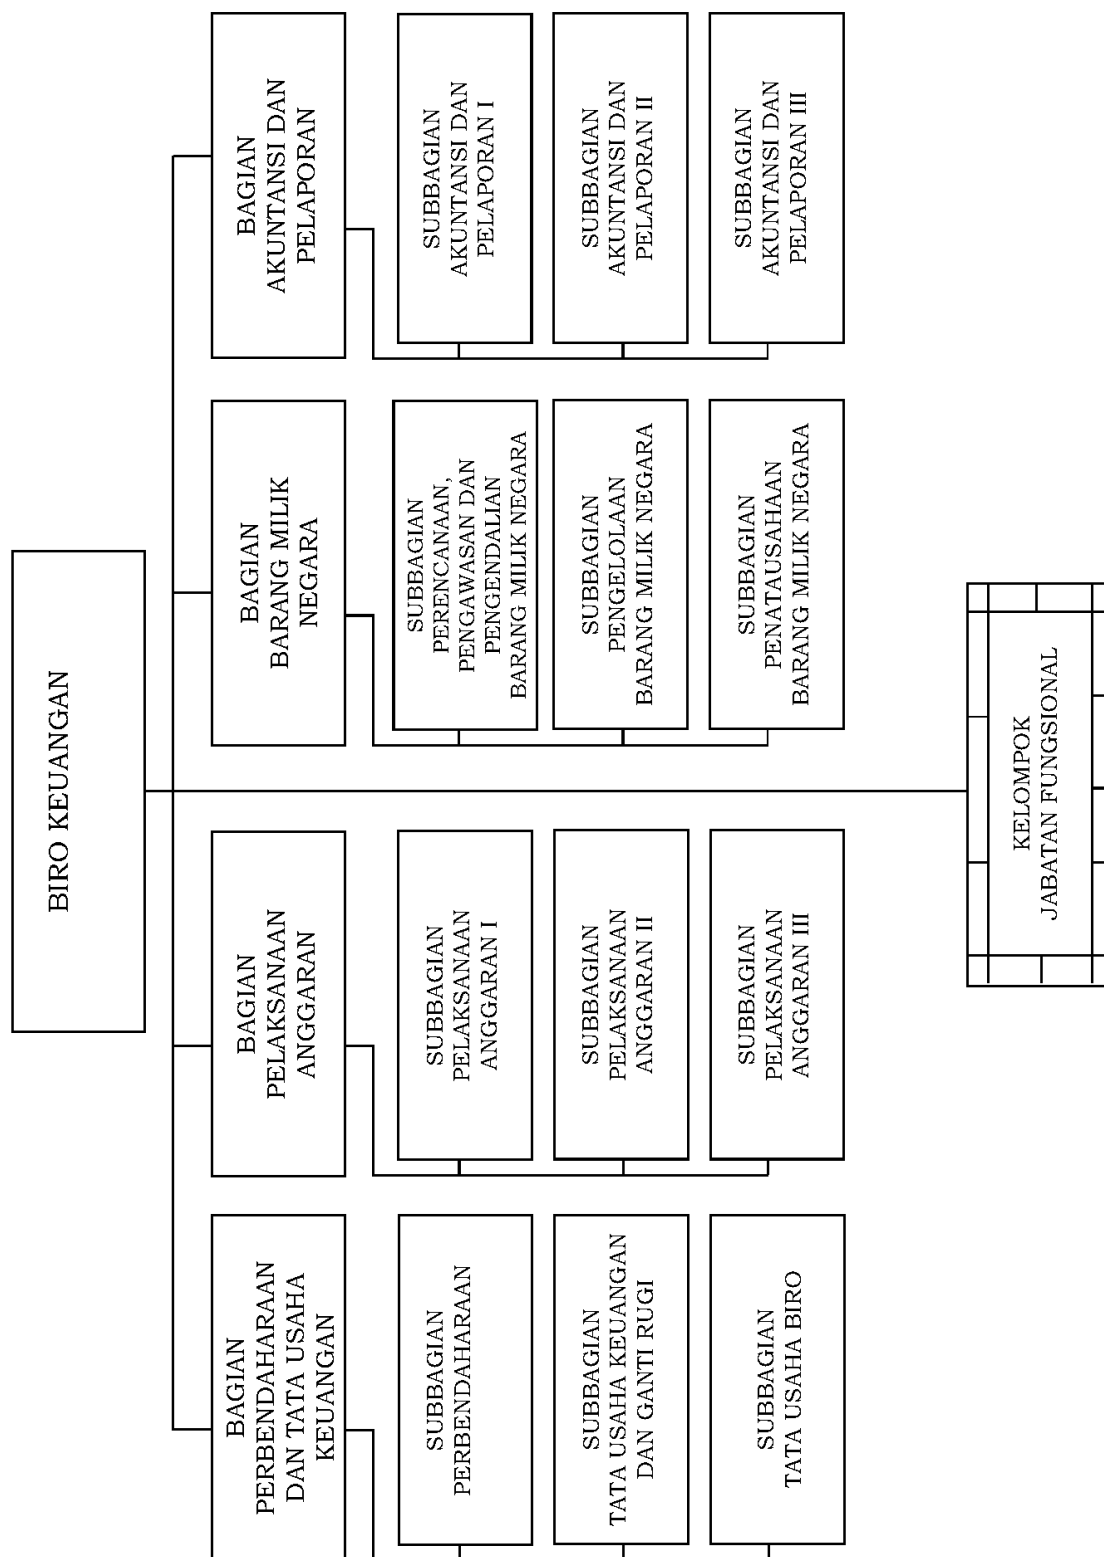 BIRO KEUANGAN
BAGIAN
PERBENDAHARAAN
DAN TATA USAHA
KEUANGAN
SUBBAGIAN
PERBENDAHARAAN
SUBBAGIAN
TATA USAHA KEUANGAN
DAN GANTI RUGI
SUBBAGIAN
TATA USAHA BIRO
BAGIAN
PELAKSANAAN
ANGGARAN
SUBBAGIAN
PELAKSANAAN
ANGGARAN I
SUBBAGIAN
PELAKSANAAN
ANGGARAN II
SUBBAGIAN
PELAKSANAAN
ANGGARAN III
BAGIAN
BARANG MILIK
NEGARA
SUBBAGIAN
PERENCANAAN,
PENGAWASAN DAN
PENGENDALIAN
BARANG MILIK NEGARA
SUBBAGIAN
PENGELOLAAN
BARANG MILIK NEGARA
SUBBAGIAN
PENATAUSAHAAN
BARANG MILIK NEGARA
BAGIAN
AKUNTANSI DAN
PELAPORAN
SUBBAGIAN
AKUNTANSI DAN
PELAPORAN I
SUBBAGIAN
AKUNTANSI DAN
PELAPORAN II
SUBBAGIAN
AKUNTANSI DAN
PELAPORAN III
KELOMPOK
JABATAN FUNGSIONAL